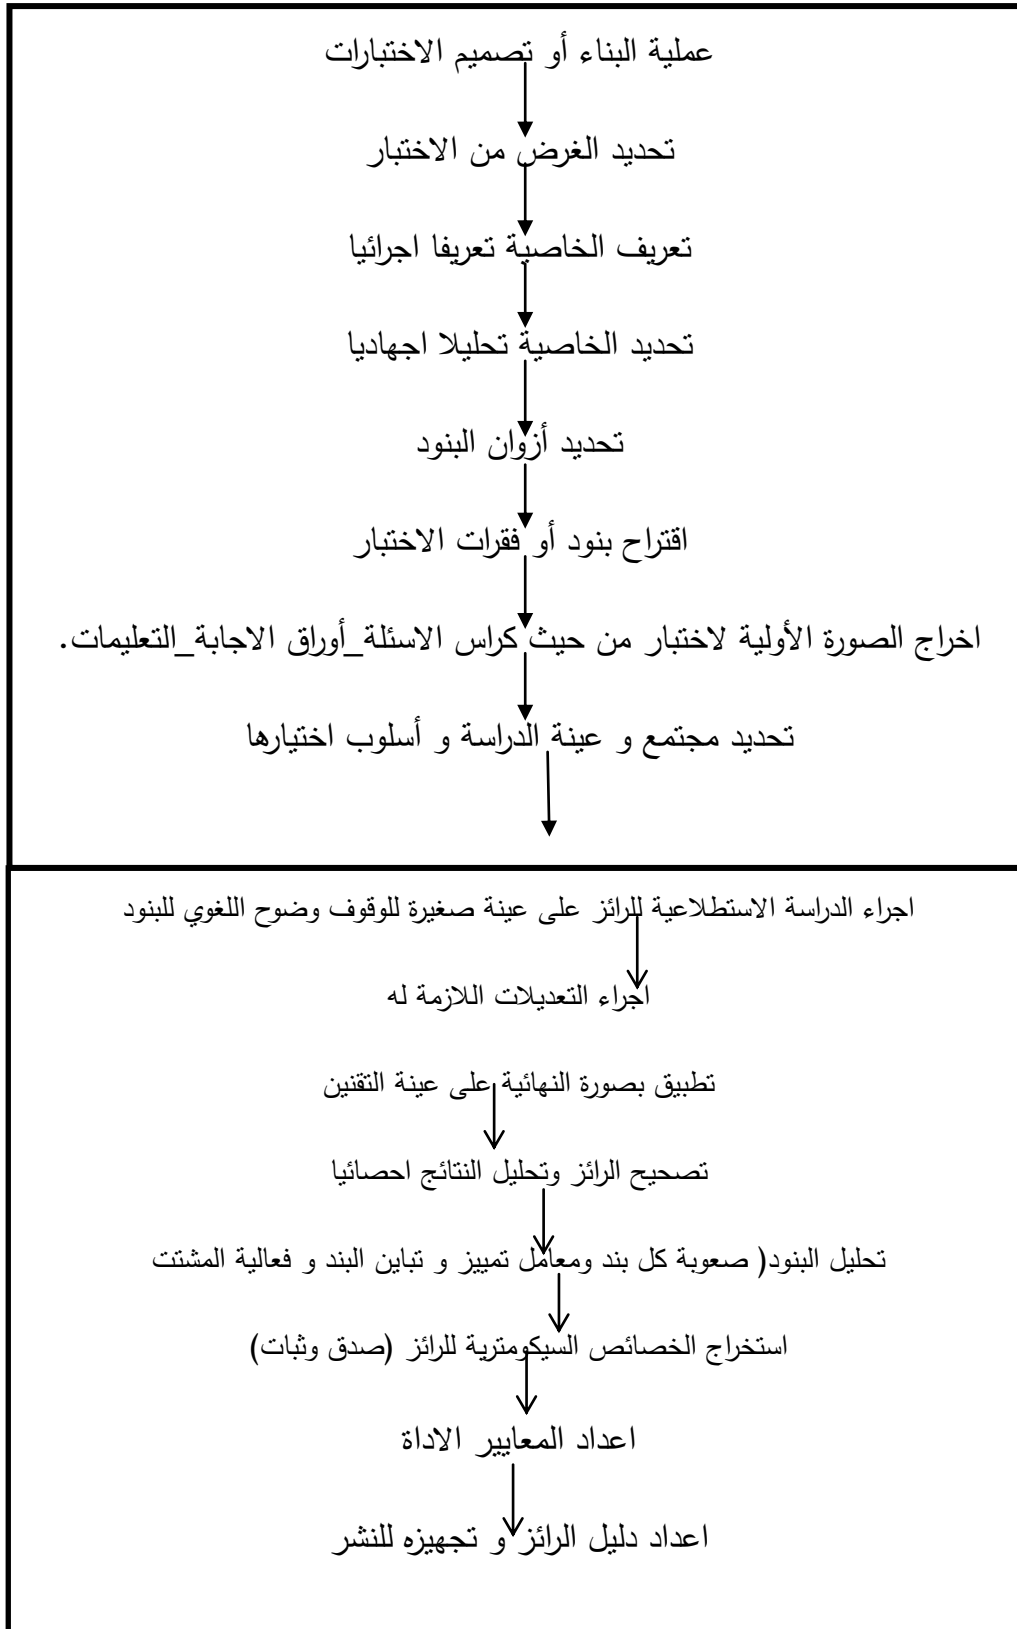 عملية البناء أو تصميم الاختبارات
تحديد الغرض من الاختبار
تعريف الخاصية تعريفا اجرائيا
تحديد الخاصية تحليلا اجهاديا
تحديد أزوان البنود
اقتراح بنود أو فقرات الاختبار
اخراج الصورة الأولية لاختبار من حيث كراس الاسئلة_أوراق الاجابة_التعليمات.
تحديد مجتمع و عينة الدراسة و أسلوب اختيارها
اجراء الدراسة الاستطلاعية للرائز على عينة صغيرة للوقوف وضوح اللغوي للبنود
اجراء التعديلات اللازمة له
تطبيق بصورة النهائية على عينة التقنين
تصحيح الرائز وتحليل النتائج احصائيا
تحليل البنود( صعوبة كل بند ومعامل تمييز و تباين البند و فعالية المشتت
استخراج الخصائص السيكومترية للرائز (صدق وثبات)
اعداد المعايير الاداة
اعداد دليل الرائز و تجهيزه للنشر